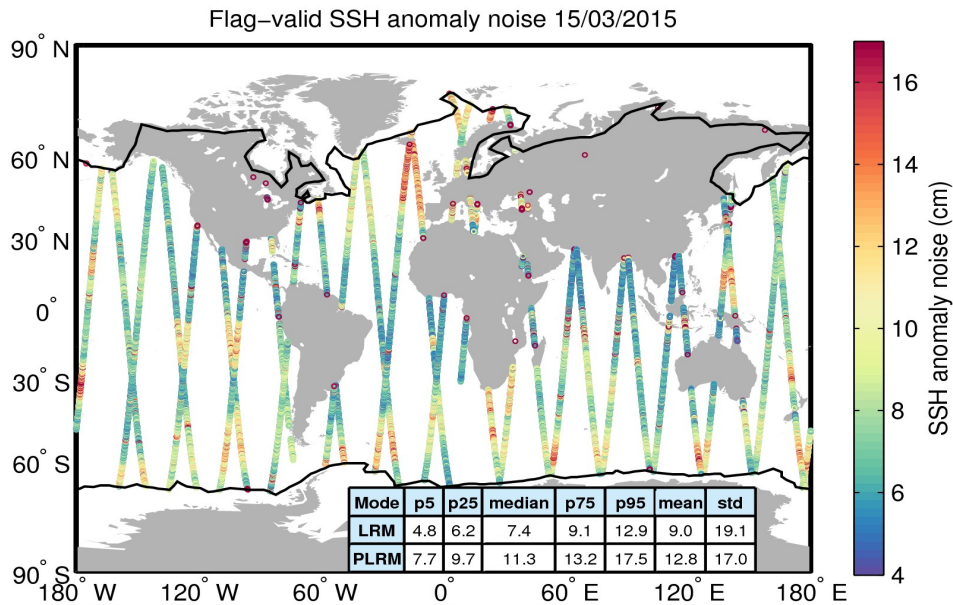 Flag−valid SSH anomaly noise 15/03/2015
90° N
60° N
30° N
0°
30° S
60° S
90° S
180° W
120° W
60° W
0°
60° E
120° E
180° E
Mode p5 p25 median p75 p95 mean std
LRM 4.8 6.2 7.4 9.1 12.9 9.0 19.1
PLRM 7.7 9.7 11.3 13.2 17.5 12.8 17.0
16
14
12
10
8
6
4
SSH anomaly noise (cm)